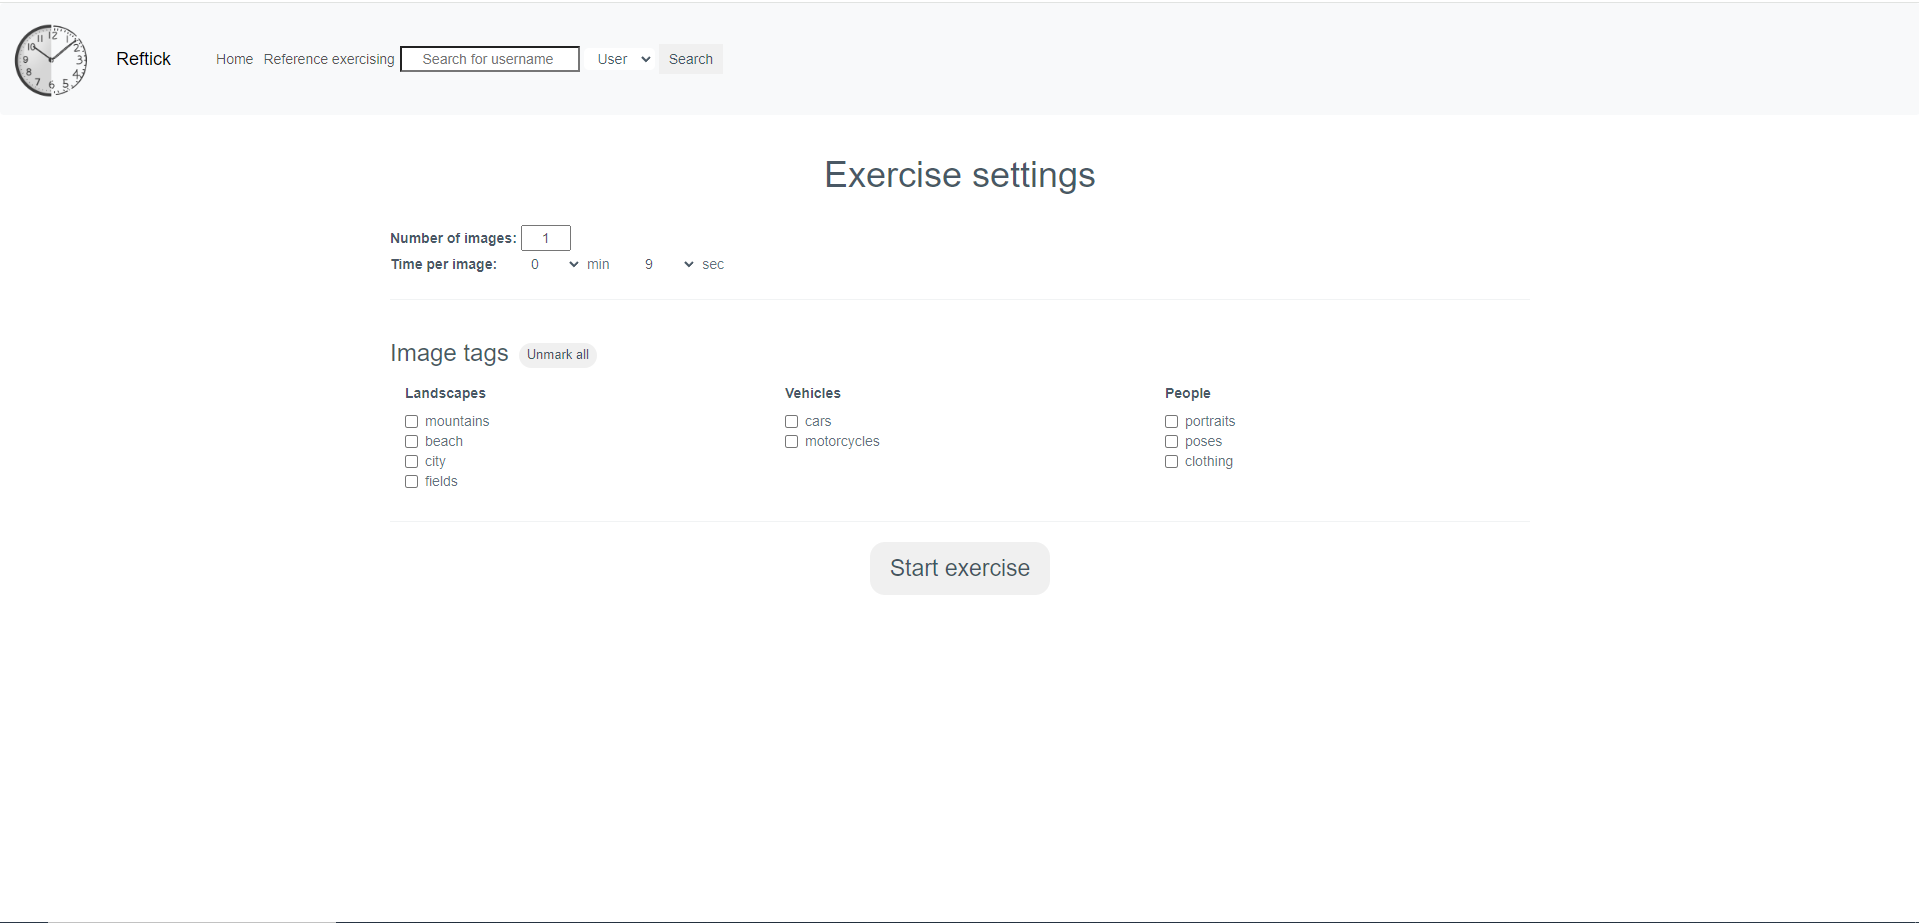 Reftick Home Reference exercising Search for username User Search
Exercise settings
Number of images: 1
Time per image: 0 min 9 sec
Image tags Unmark all
Landscapes Vehicles People
mountains cars portraits
beach motorcycles poses
city clothing
fields
Start exercise